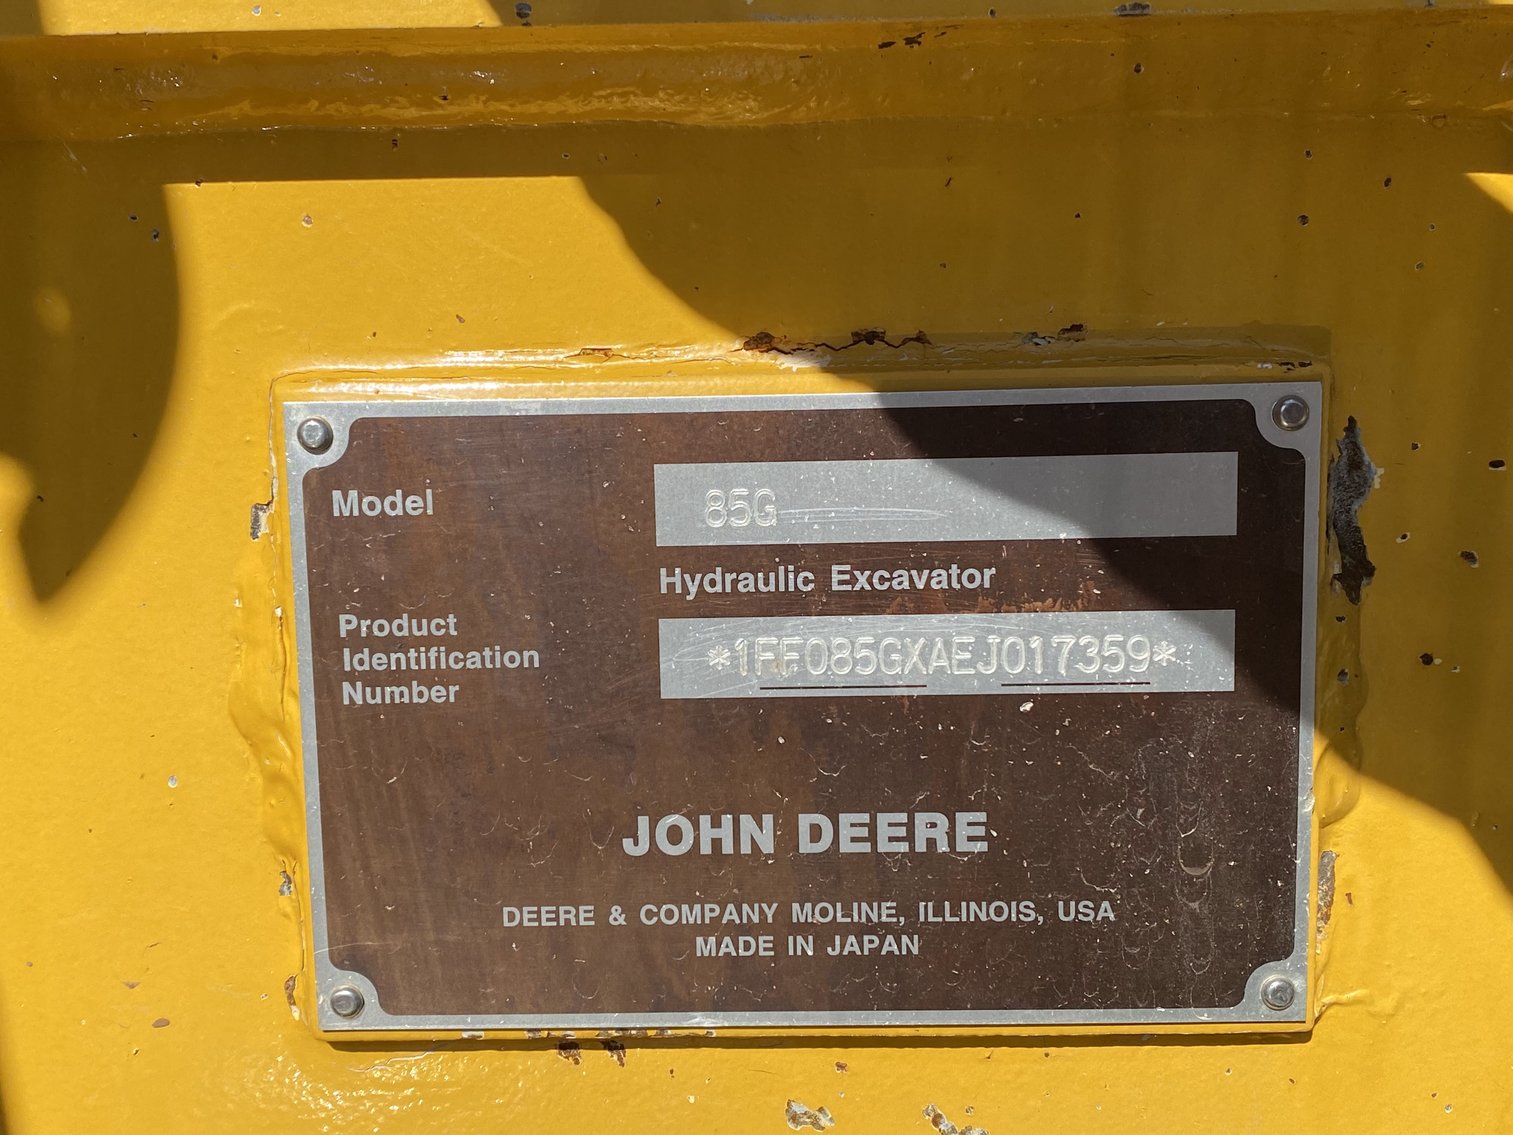 Model
85G
Hydraulic Excavator
Product
Identification
Number
*1FF085GXAEJ017359*
JOHN DEERE
DEERE & COMPANY MOLINE, ILLINOIS, USA
MADE IN JAPAN